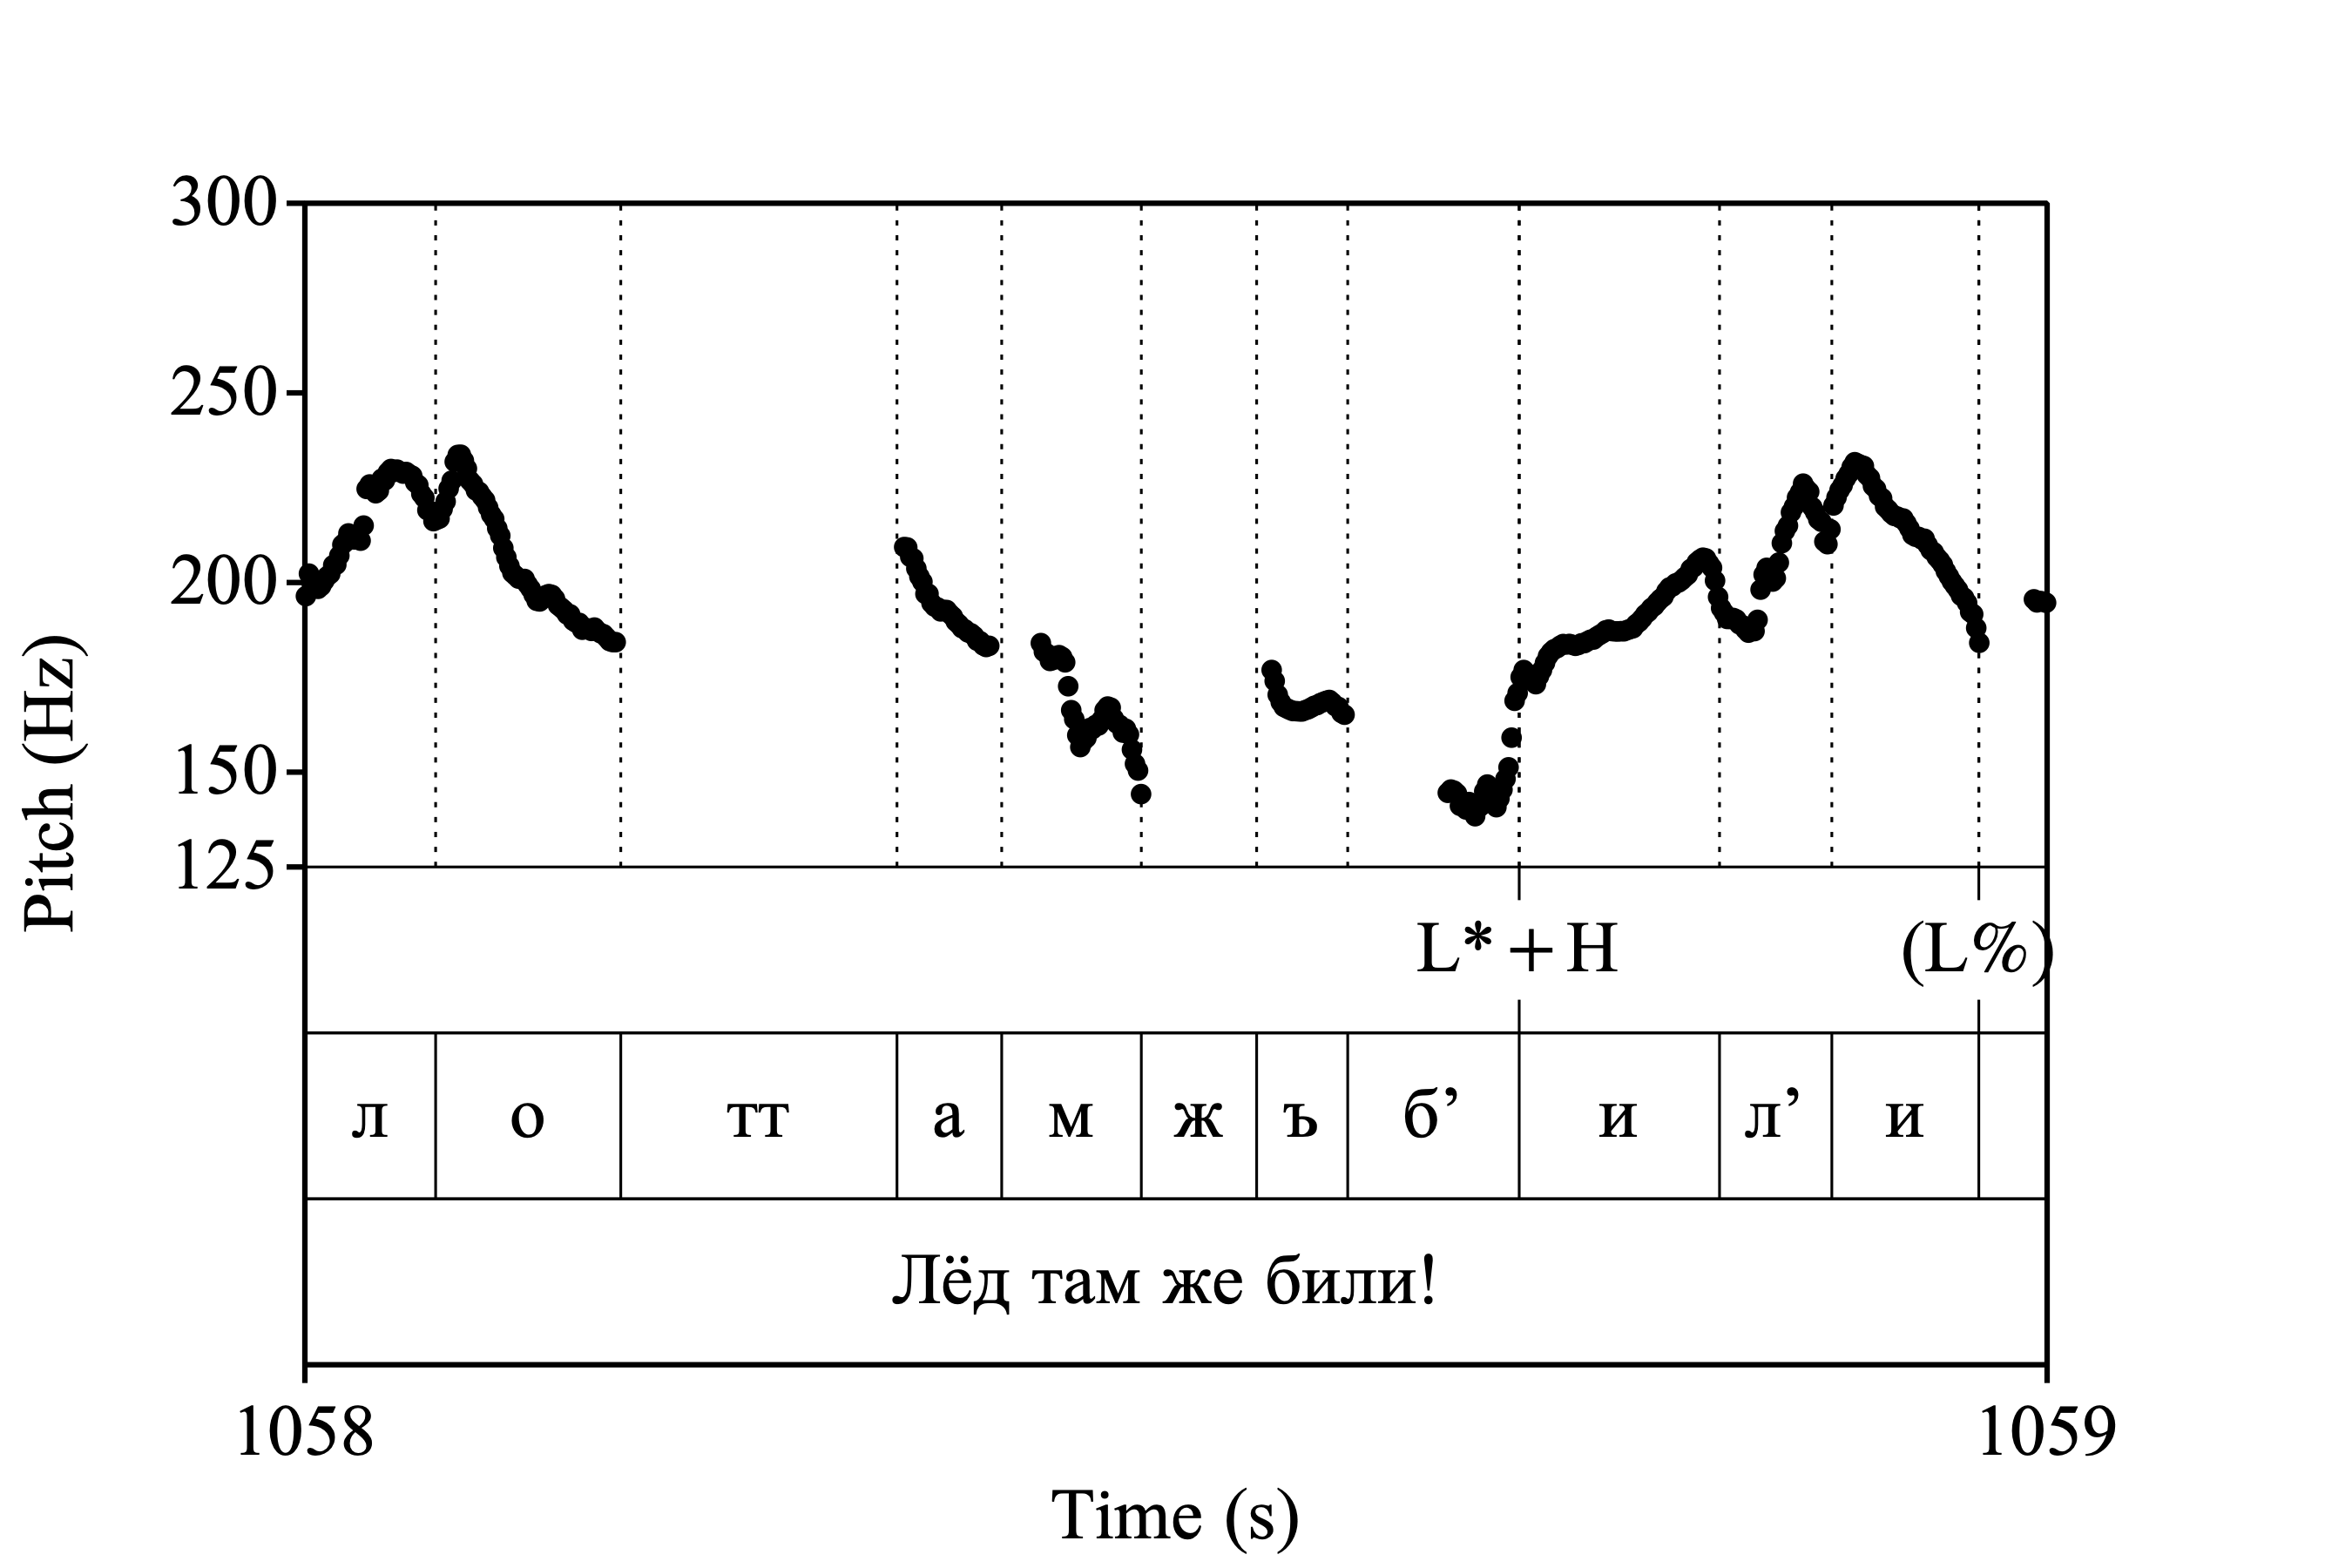 300
250
200
150
125
Pitch (Hz)
L*+H (L%)
л о тт а м ж ъ б’ и л’ и
Лёд там же били!
1058 1059
Time (s)